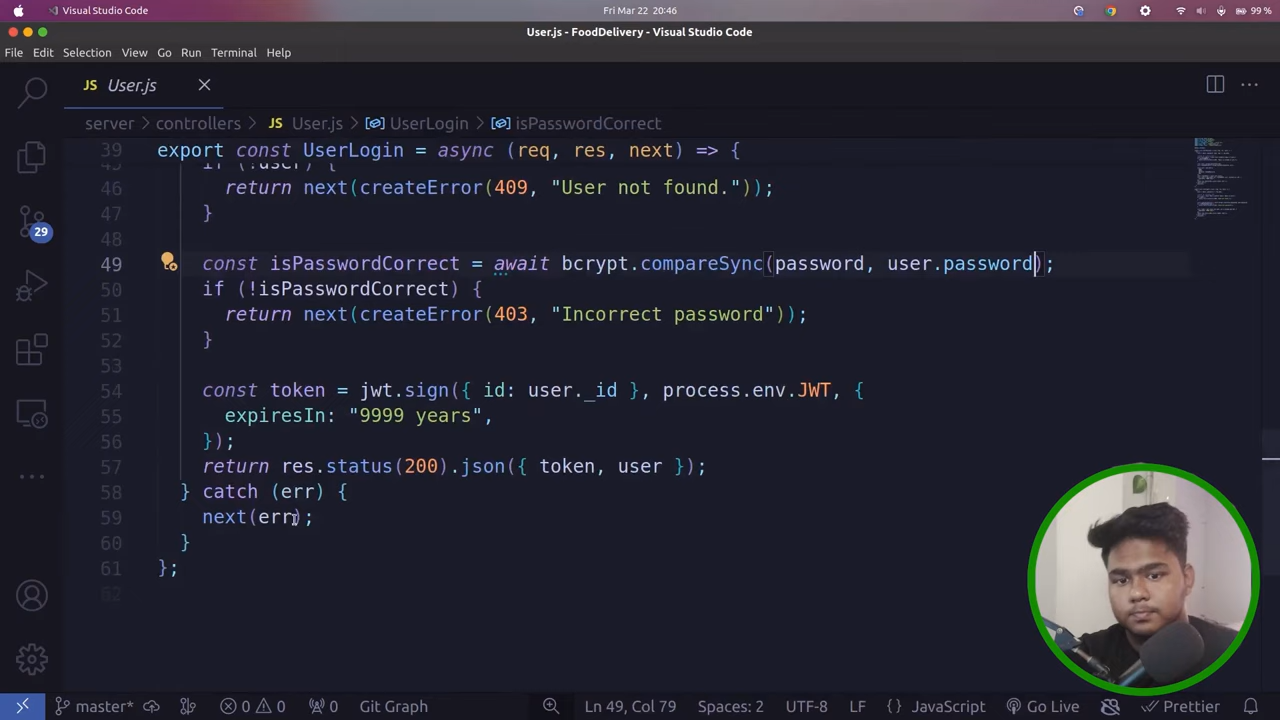 Visual Studio Code
Fri Mar 22 20:46
99 %
User.js - FoodDelivery - Visual Studio Code
File Edit Selection View Go Run Terminal Help
JS User.js
server > controllers > JS User.js > UserLogin > isPasswordCorrect
39 export const UserLogin = async (req, res, next) => {
45 if (!user) {
46 return next(createError(409, "User not found."));
47 }
48
49 const isPasswordCorrect = await bcrypt.compareSync(password, user.password);
50 if (!isPasswordCorrect) {
51 return next(createError(403, "Incorrect password"));
52 }
53
54 const token = jwt.sign({ id: user._id }, process.env.JWT, {
55 expiresIn: "9999 years",
56 });
57 return res.status(200).json({ token, user });
58 } catch (err) {
59 next(err);
60 }
61 };
62
29
master* 0 0 0 Git Graph Ln 49, Col 79 Spaces: 2 UTF-8 LF {} JavaScript Go Live Prettier